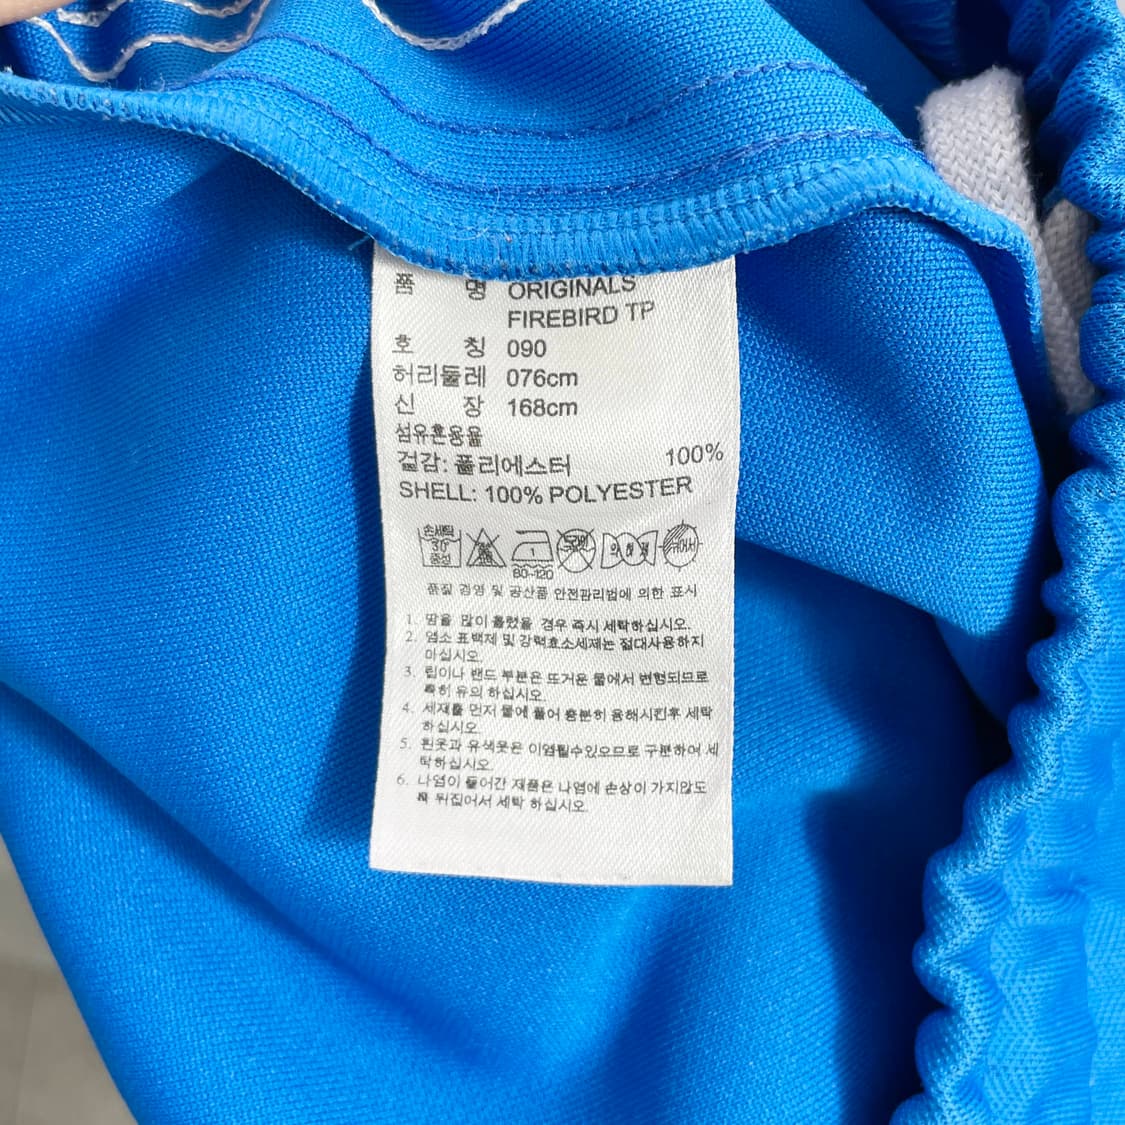 품 명 ORIGINALS
FIREBIRD TP
호 칭 090
허리둘레 076cm
신 장 168cm
섬유혼용율
겉감: 폴리에스터 100%
SHELL: 100% POLYESTER
손세탁 30° 중성
1
80-120
품질 경영 및 공산품 안전관리법에 의한 표시
1. 땀을 많이 흘렸을 경우 즉시 세탁하십시오.
2. 염소 표백제 및 강력효소세제는 절대사용하지
마십시오.
3. 립이나 밴드 부분은 뜨거운 물에서 변형되므로
특히 유의 하십시오.
4. 세재를 먼저 물에 풀어 충분히 용해시킨후 세탁
하십시오.
5. 흰옷과 유색옷은 이염될수있으므로 구분하여 세
탁하십시오.
6. 나염이 들어간 제품은 나염에 손상이 가지않도
록 뒤집어서 세탁 하십시오.